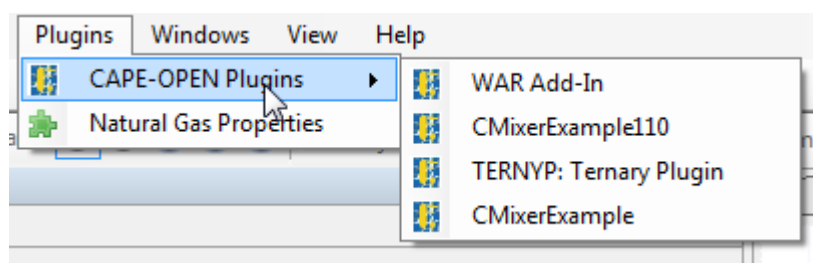 Plugins Windows View Help
CAPE-OPEN Plugins
Natural Gas Properties
WAR Add-In
CMixerExample110
TERNYP: Ternary Plugin
CMixerExample